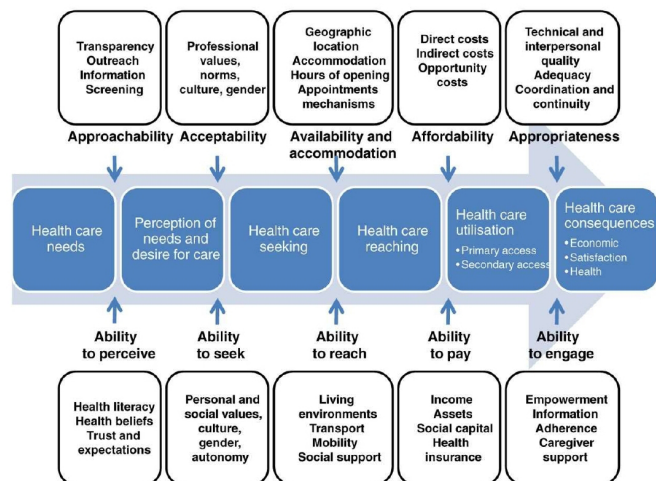 Transparency
Outreach
Information
Screening
Professional
values,
norms,
culture, gender
Geographic
location
Accommodation
Hours of opening
Appointments
mechanisms
Direct costs
Indirect costs
Opportunity
costs
Technical and
interpersonal
quality
Adequacy
Coordination and
continuity
Approachability
Acceptability
Availability and
accommodation
Affordability
Appropriateness
Health care
needs
Perception of
needs and
desire for care
Health care
seeking
Health care
reaching
Health care
utilisation
•Primary access
•Secondary access
Health care
consequences
•Economic
•Satisfaction
•Health
Ability
to perceive
Ability
to seek
Ability
to reach
Ability
to pay
Ability
to engage
Health literacy
Health beliefs
Trust and
expectations
Personal and
social values,
culture,
gender,
autonomy
Living
environments
Transport
Mobility
Social support
Income
Assets
Social capital
Health
insurance
Empowerment
Information
Adherence
Caregiver
support